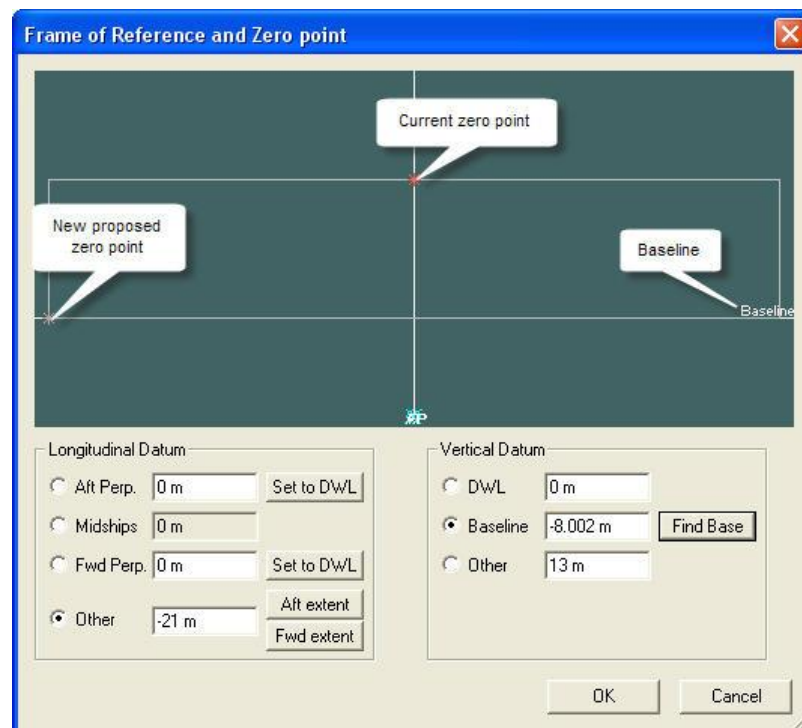 Frame of Reference and Zero point
Current zero point
New proposed
zero point
Baseline
Baseline
Longitudinal Datum
Aft Perp. 0 m Set to DWL
Midships 0 m
Fwd Perp. 0 m Set to DWL
Other -21 m
Aft extent
Fwd extent
Vertical Datum
DWL 0 m
Baseline -8.002 m Find Base
Other 13 m
OK Cancel